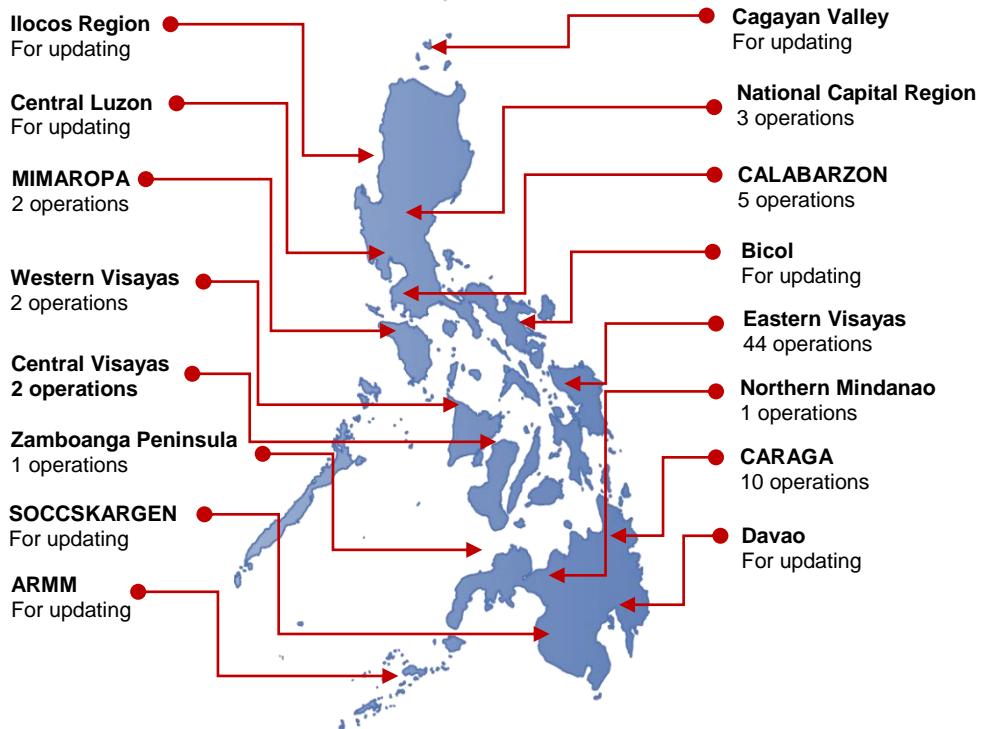 Ilocos Region
For updating
Central Luzon
For updating
MIMAROPA
2 operations
Western Visayas
2 operations
Central Visayas
2 operations
Zamboanga Peninsula
1 operations
SOCCSKARGEN
For updating
ARMM
For updating
Cagayan Valley
For updating
National Capital Region
3 operations
CALABARZON
5 operations
Bicol
For updating
Eastern Visayas
44 operations
Northern Mindanao
1 operations
CARAGA
10 operations
Davao
For updating